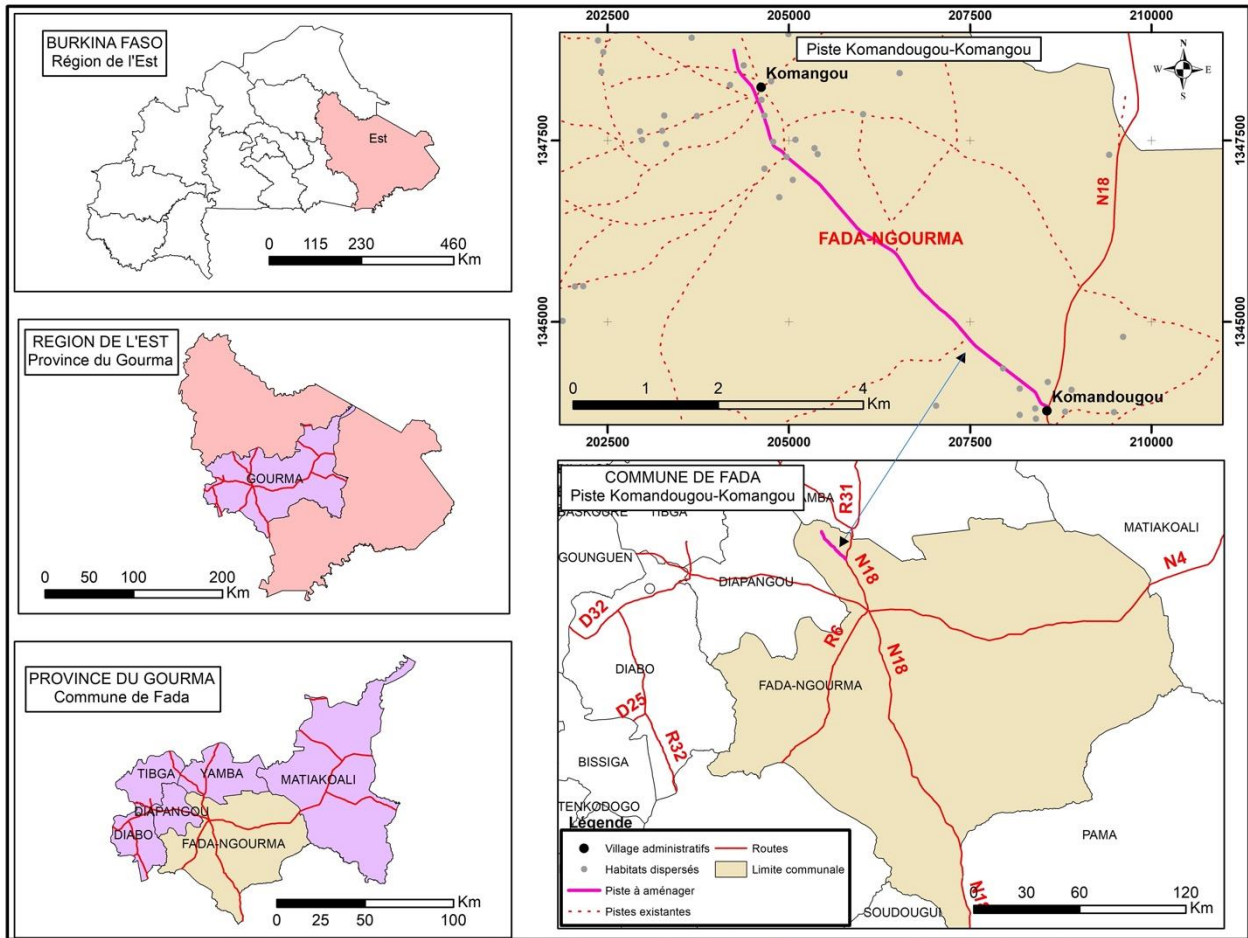 BURKINA FASO
Région de l'Est
Est
0 115 230 460
Km
REGION DE L'EST
Province du Gourma
GOURMA
0 50 100 200
Km
PROVINCE DU GOURMA
Commune de Fada
TIBGA
YAMBA
MATIAKOALI
DIAPANGOU
DIABO
FADA-NGOURMA
Km
0 25 50 100
202500 205000 207500 210000
Piste Komandougou-Komangou
N
W E
S
Komangou
1347500
1347500
N18
FADA-NGOURMA
1345000
1345000
0 1 2 4
Km
Komandougou
202500 205000 207500 210000
COMMUNE DE FADA
Piste Komandougou-Komangou
AMBA
R31
BASKOURE
TIBGA
MATIAKOALI
GOUNGUEN
N18
N4
DIAPANGOU
D32
R6
N18
DIABO
FADA-NGOURMA
D25
R32
BISSIGA
TENKODOGO
PAMA
Légende
Village administratifs
Routes
Habitats dispersés
Limite communale
Piste à aménager
Pistes existantes
SOUDOUGUI
0 30 60 120
Km